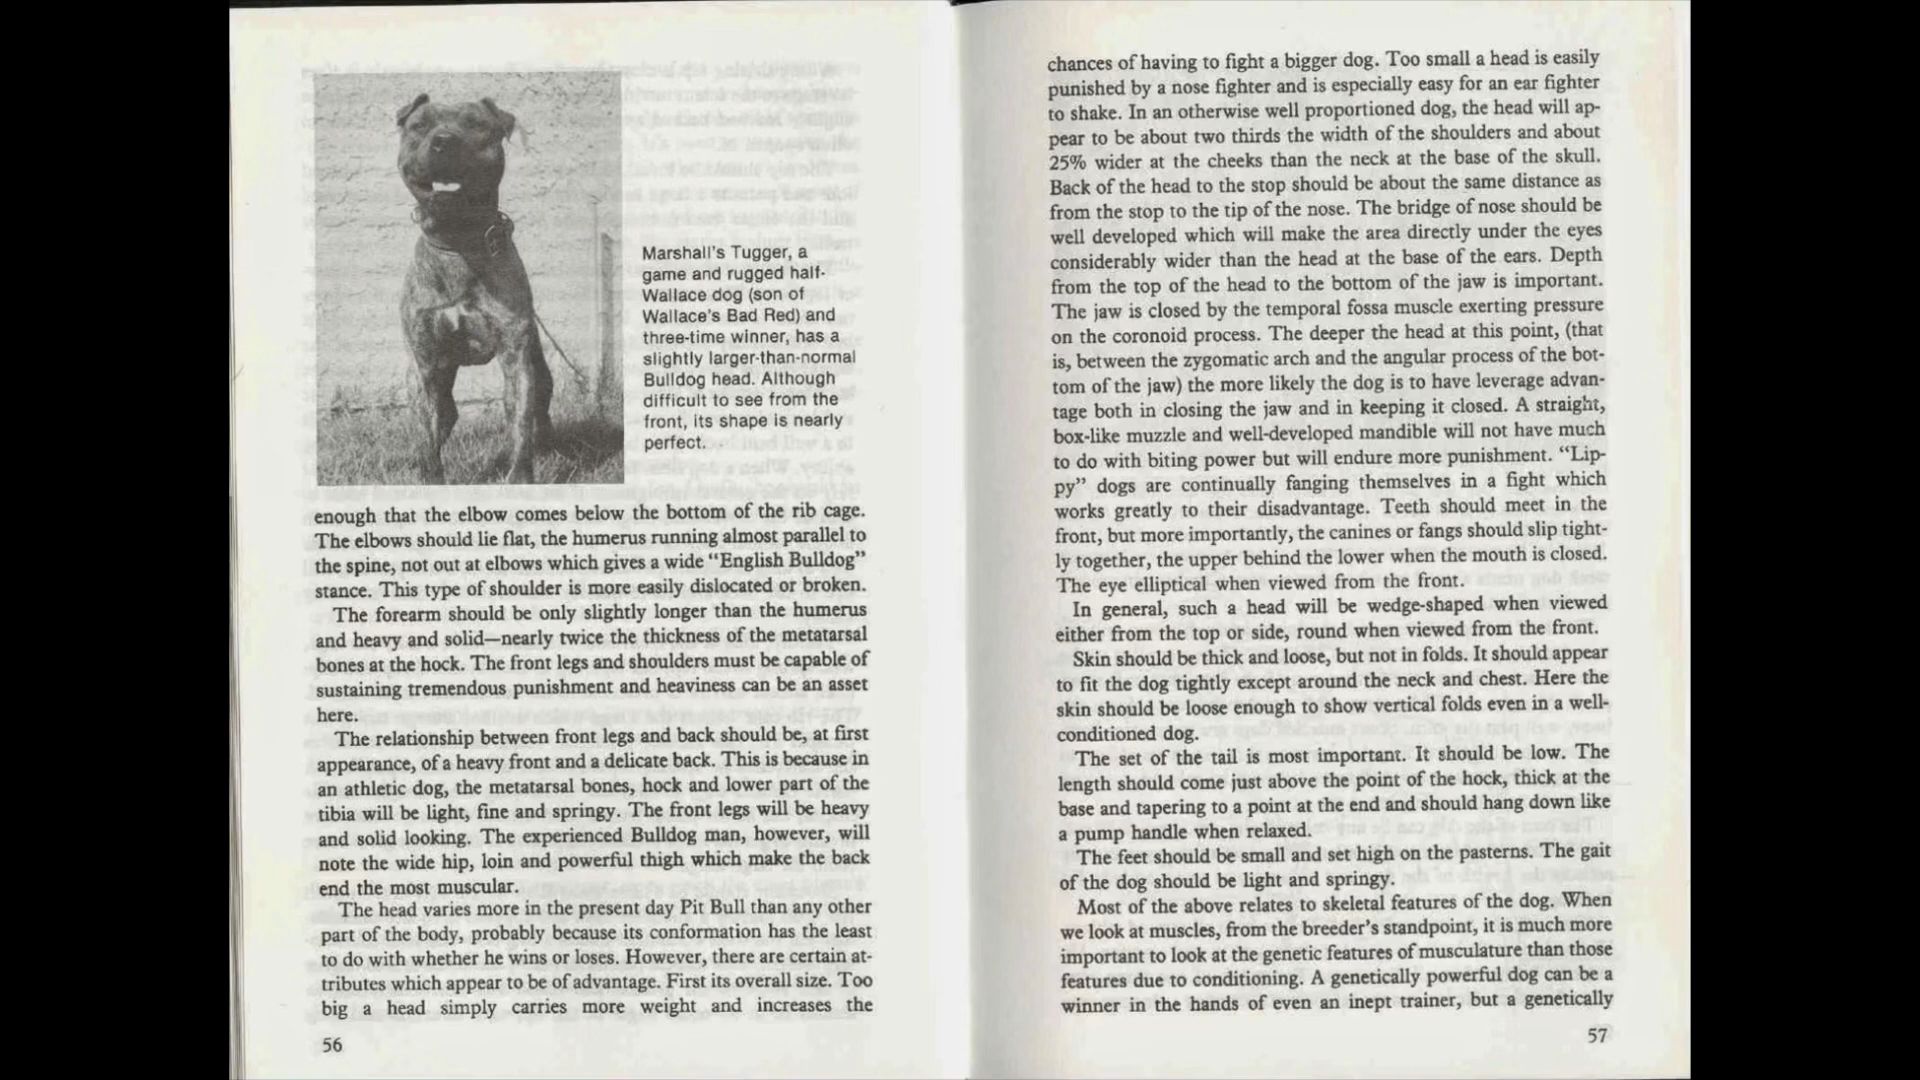 Marshall's Tugger, a
game and rugged half-
Wallace dog (son of
Wallace's Bad Red) and
three-time winner, has a
slightly larger-than-normal
Bulldog head. Although
difficult to see from the
front, its shape is nearly
perfect.
enough that the elbow comes below the bottom of the rib cage.
The elbows should lie flat, the humerus running almost parallel to
the spine, not out at elbows which gives a wide “English Bulldog”
stance. This type of shoulder is more easily dislocated or broken.
The forearm should be only slightly longer than the humerus
and heavy and solid—nearly twice the thickness of the metatarsal
bones at the hock. The front legs and shoulders must be capable of
sustaining tremendous punishment and heaviness can be an asset
here.
The relationship between front legs and back should be, at first
appearance, of a heavy front and a delicate back. This is because in
an athletic dog, the metatarsal bones, hock and lower part of the
tibia will be light, fine and springy. The front legs will be heavy
and solid looking. The experienced Bulldog man, however, will
note the wide hip, loin and powerful thigh which make the back
end the most muscular.
The head varies more in the present day Pit Bull than any other
part of the body, probably because its conformation has the least
to do with whether he wins or loses. However, there are certain at-
tributes which appear to be of advantage. First its overall size. Too
big a head simply carries more weight and increases the
56
chances of having to fight a bigger dog. Too small a head is easily
punished by a nose fighter and is especially easy for an ear fighter
to shake. In an otherwise well proportioned dog, the head will ap-
pear to be about two thirds the width of the shoulders and about
25% wider at the cheeks than the neck at the base of the skull.
Back of the head to the stop should be about the same distance as
from the stop to the tip of the nose. The bridge of nose should be
well developed which will make the area directly under the eyes
considerably wider than the head at the base of the ears. Depth
from the top of the head to the bottom of the jaw is important.
The jaw is closed by the temporal fossa muscle exerting pressure
on the coronoid process. The deeper the head at this point, (that
is, between the zygomatic arch and the angular process of the bot-
tom of the jaw) the more likely the dog is to have leverage advan-
tage both in closing the jaw and in keeping it closed. A straight,
box-like muzzle and well-developed mandible will not have much
to do with biting power but will endure more punishment. “Lip-
py” dogs are continually fanging themselves in a fight which
works greatly to their disadvantage. Teeth should meet in the
front, but more importantly, the canines or fangs should slip tight-
ly together, the upper behind the lower when the mouth is closed.
The eye elliptical when viewed from the front.
In general, such a head will be wedge-shaped when viewed
either from the top or side, round when viewed from the front.
Skin should be thick and loose, but not in folds. It should appear
to fit the dog tightly except around the neck and chest. Here the
skin should be loose enough to show vertical folds even in a well-
conditioned dog.
The set of the tail is most important. It should be low. The
length should come just above the point of the hock, thick at the
base and tapering to a point at the end and should hang down like
a pump handle when relaxed.
The feet should be small and set high on the pasterns. The gait
of the dog should be light and springy.
Most of the above relates to skeletal features of the dog. When
we look at muscles, from the breeder's standpoint, it is much more
important to look at the genetic features of musculature than those
features due to conditioning. A genetically powerful dog can be a
winner in the hands of even an inept trainer, but a genetically
57